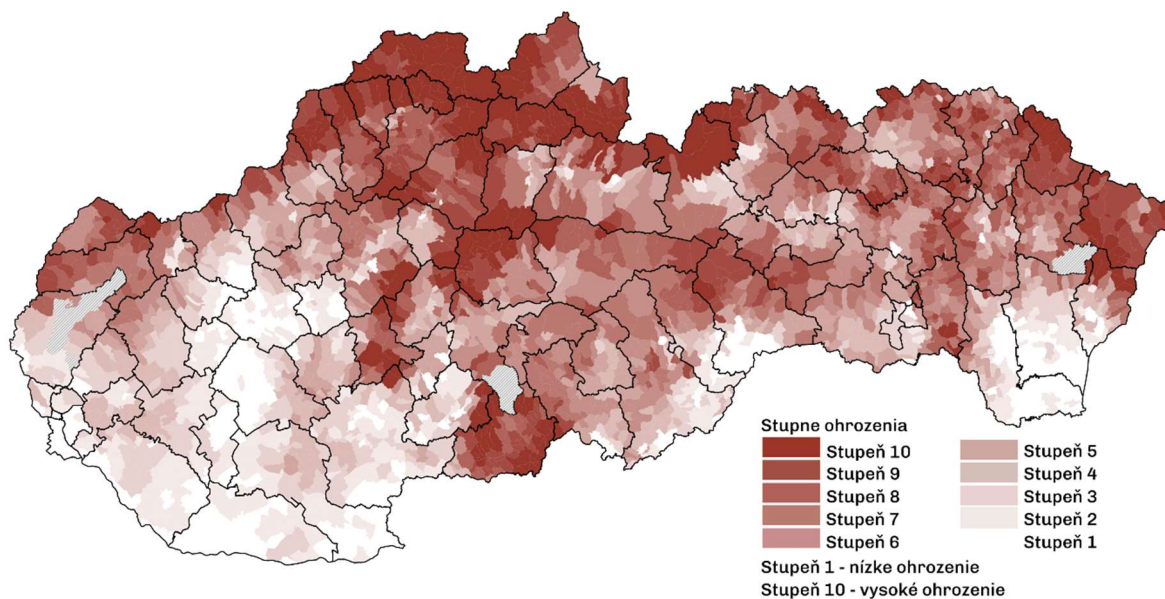 Stupne ohrozenia
Stupeň 10
Stupeň 9
Stupeň 8
Stupeň 7
Stupeň 6
Stupeň 5
Stupeň 4
Stupeň 3
Stupeň 2
Stupeň 1
Stupeň 1 - nízke ohrozenie
Stupeň 10 - vysoké ohrozenie